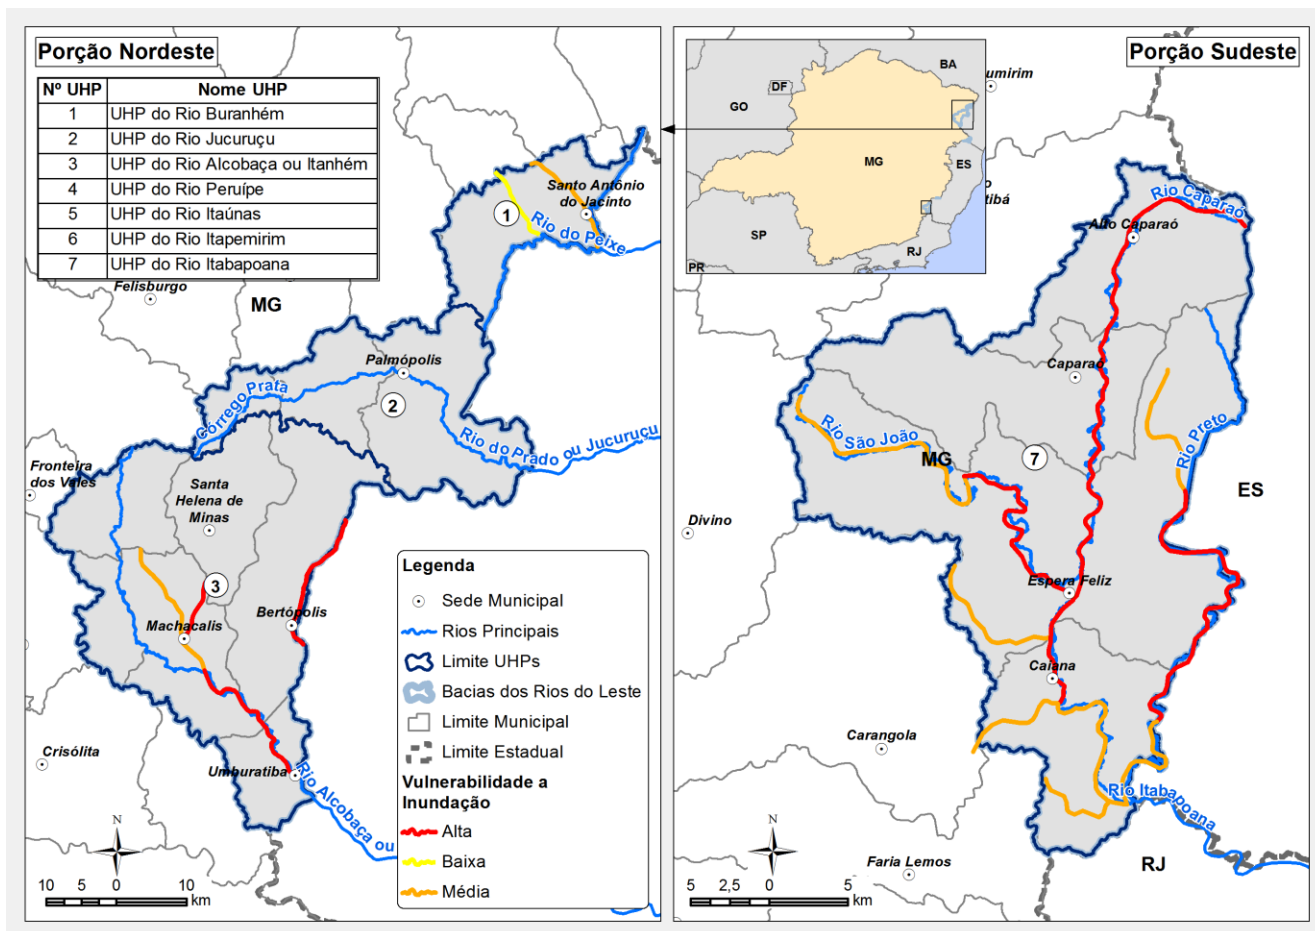 Porção Nordeste
Nº UHP Nome UHP
1 UHP do Rio Buranhém
2 UHP do Rio Jucuruçu
3 UHP do Rio Alcobaça ou Itanhém
4 UHP do Rio Peruípe
5 UHP do Rio Itaúnas
6 UHP do Rio Itapemirim
7 UHP do Rio Itabapoana
Felisburgo
MG
Santo Antônio
do Jacinto
1
Rio do Peixe
Palmópolis
Córrego Prata
2
Rio do Prado ou Jucuruçu
Fronteira
dos Vales
Santa
Helena de
Minas
3
Machacalis
Bertópolis
Crisólita
Umburatiba
Rio Alcobaça ou
N
10 5 0 10
km
Legenda
Sede Municipal
Rios Principais
Limite UHPs
Bacias dos Rios do Leste
Limite Municipal
Limite Estadual
Vulnerabilidade a
Inundação
Alta
Baixa
Média
Porção Sudeste
BA
DF
GO
MG
ES
SP
RJ
PR
umirim
Rio Caparaó
Alto Caparaó
Caparaó
Rio São João
MG
7
Rio Preto
ES
Divino
Espera Feliz
Caiana
Carangola
Rio Itabapoana
Faria Lemos
RJ
N
5 2,5 0 5
km